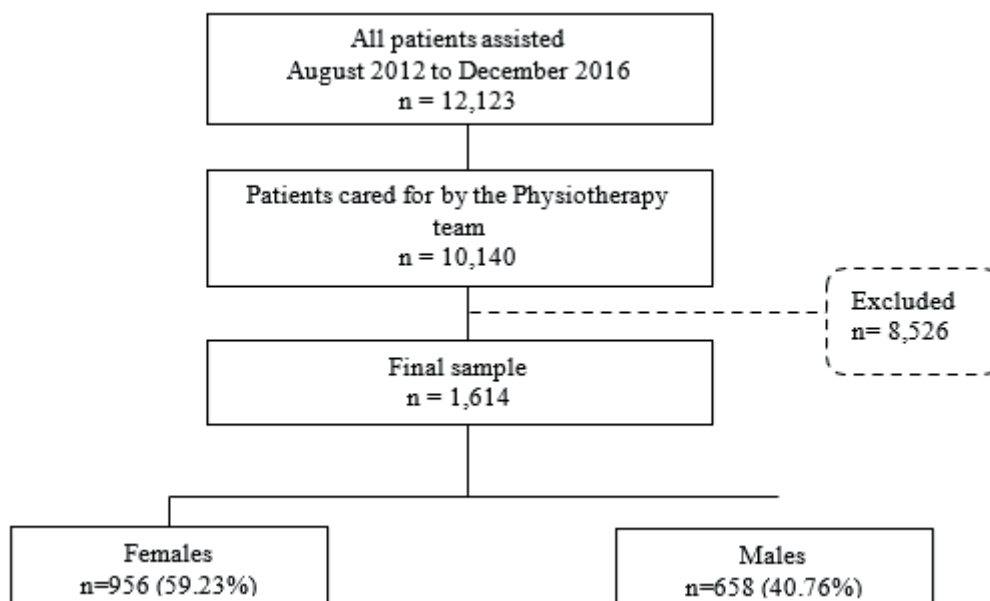 All patients assisted
August 2012 to December 2016
n = 12,123
Patients cared for by the Physiotherapy
team
n = 10,140
Excluded
n= 8,526
Final sample
n = 1,614
Females
n=956 (59.23%)
Males
n=658 (40.76%)